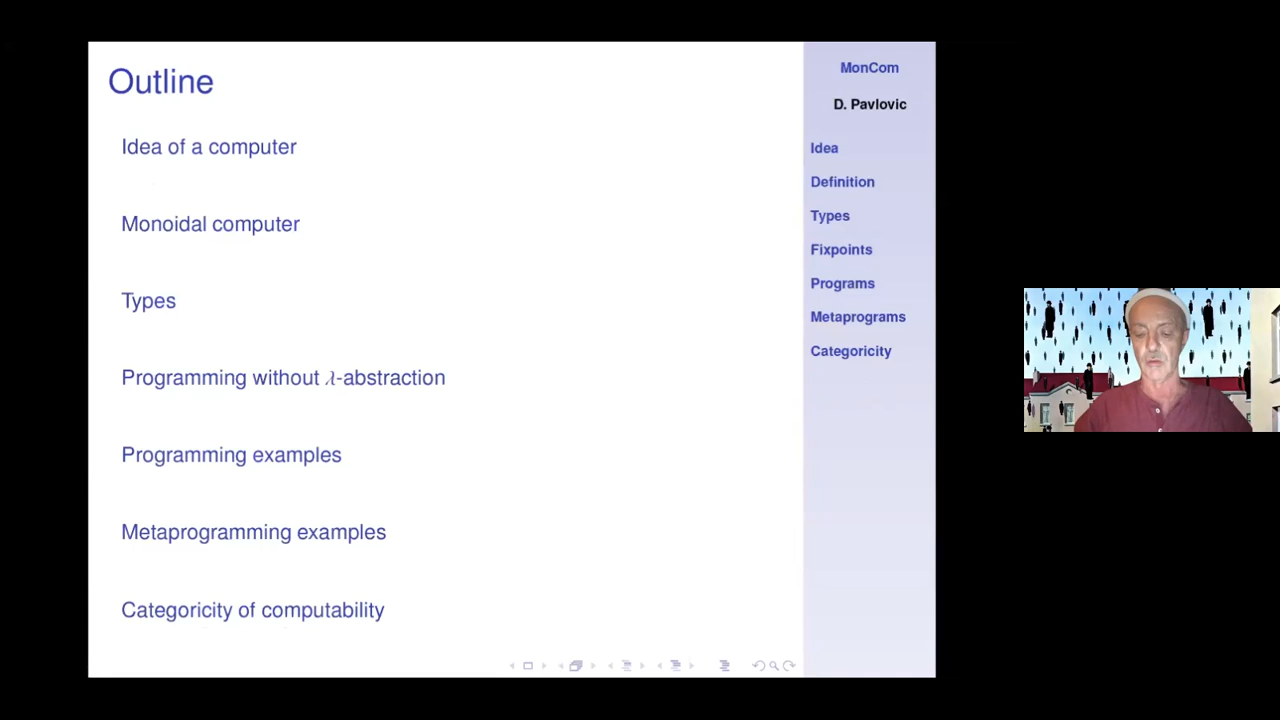 Outline
Idea of a computer
Monoidal computer
Types
Programming without λ-abstraction
Programming examples
Metaprogramming examples
Categoricity of computability
MonCom
D. Pavlovic
Idea
Definition
Types
Fixpoints
Programs
Metaprograms
Categoricity